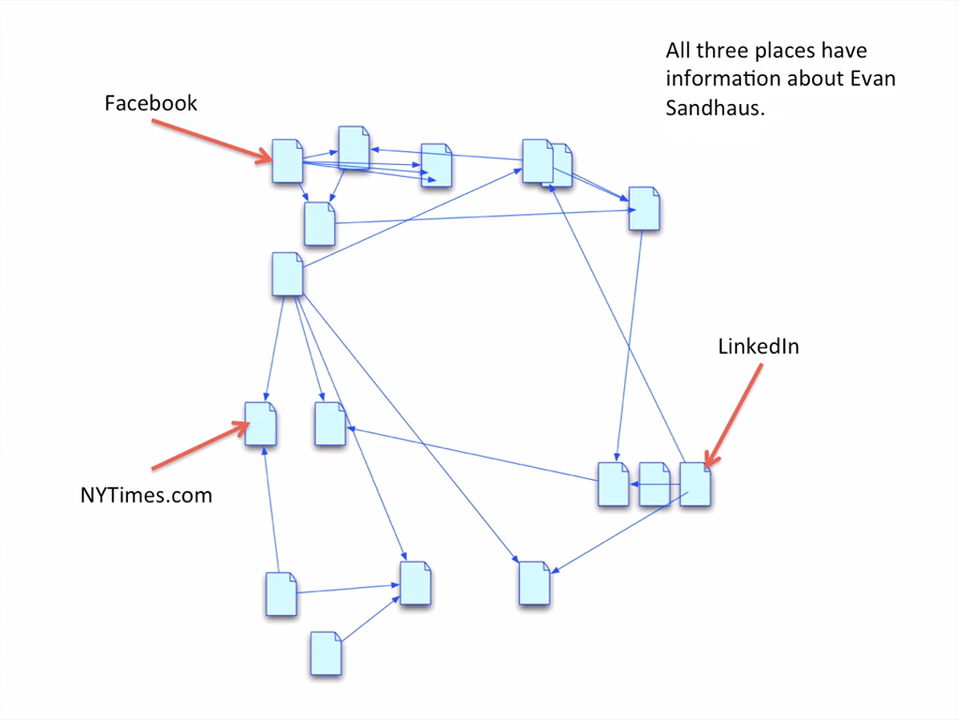 All three places have
information about Evan
Sandhaus.
Facebook
LinkedIn
NYTimes.com